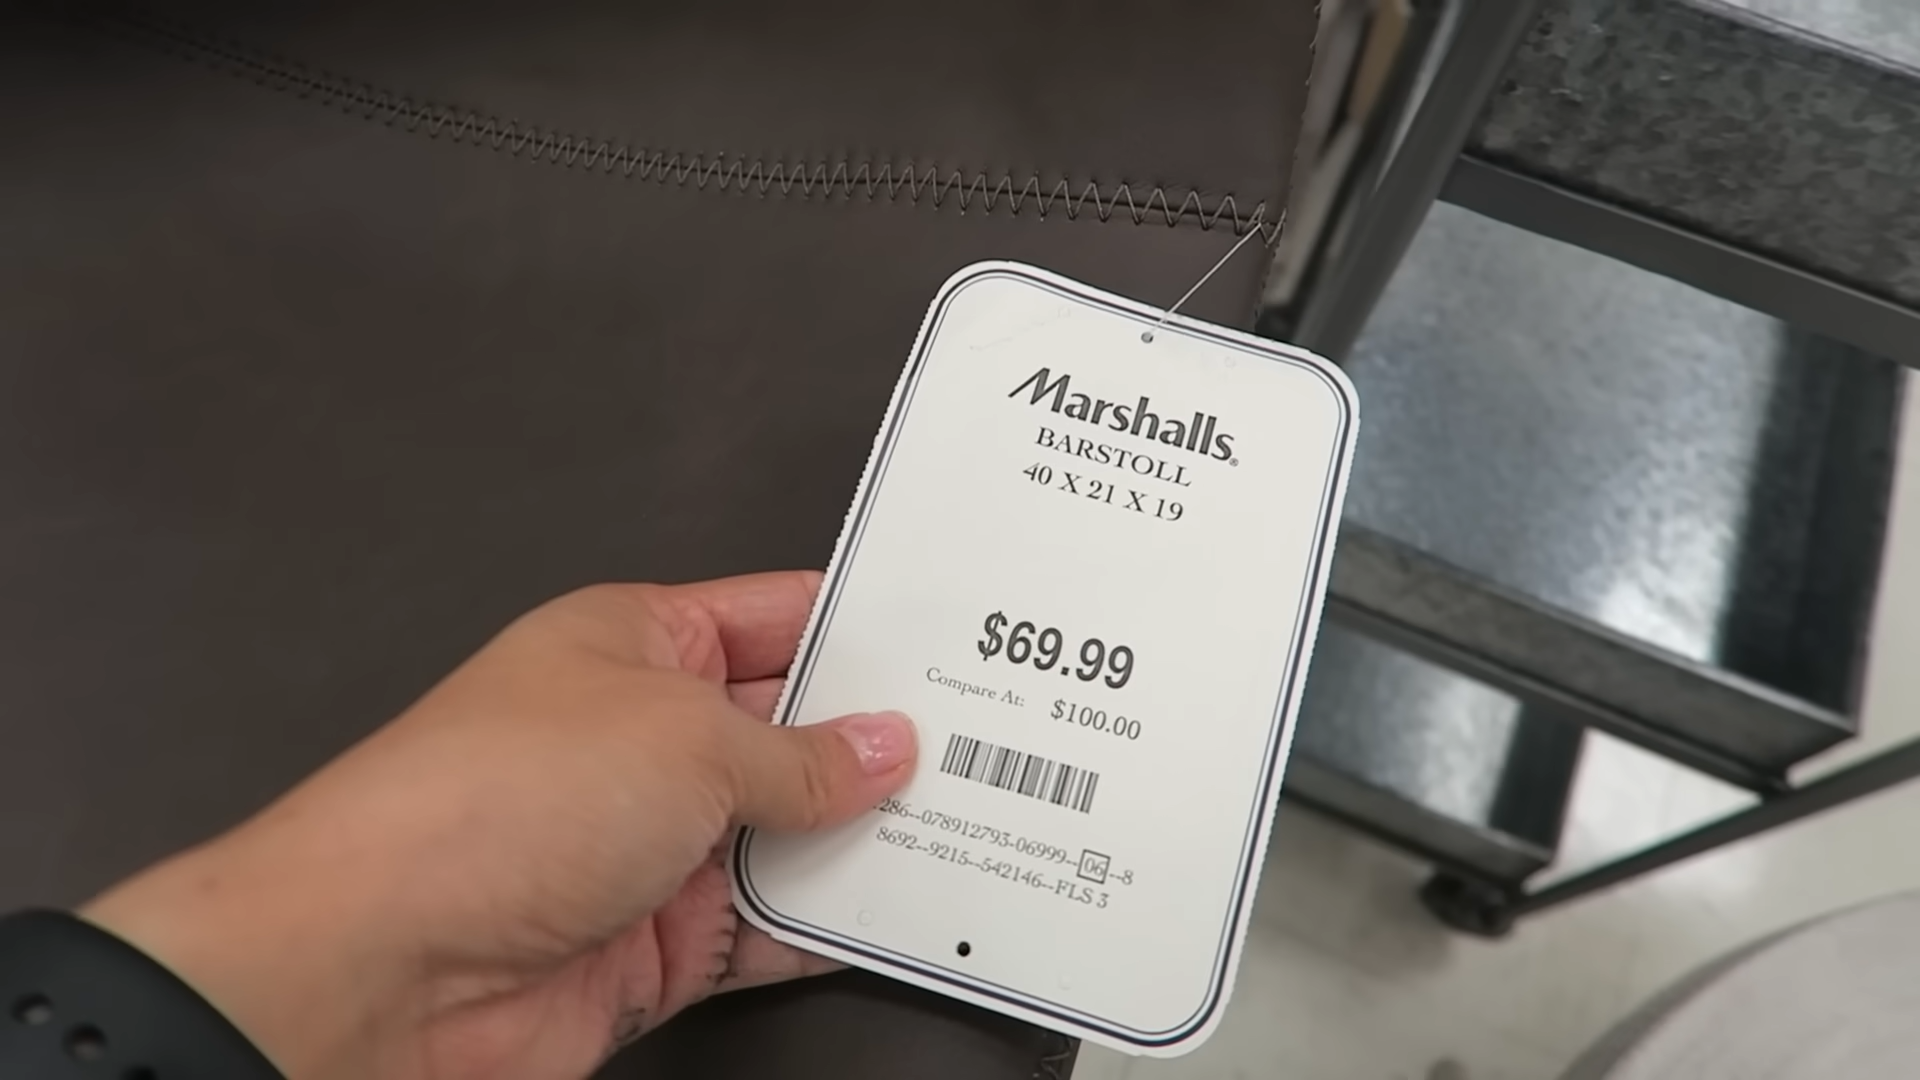 Marshalls®
BARSTOLL
40 X 21 X 19
$69.99
Compare At: $100.00
286--078912793-06999--06--8
8692--9215--542146--FLS 3